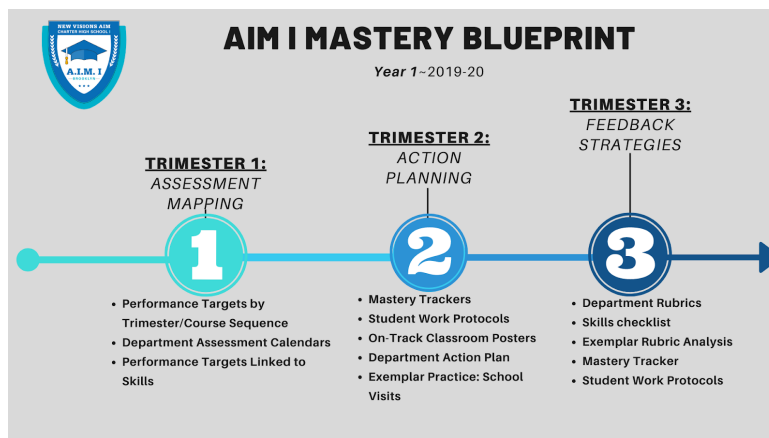 NEW VISIONS AIM
CHARTER HIGH SCHOOL I
A.I.M. I
BROOKLYN
AIM I MASTERY BLUEPRINT
Year 1~2019-20
TRIMESTER 1:
ASSESSMENT
MAPPING
TRIMESTER 2:
ACTION
PLANNING
TRIMESTER 3:
FEEDBACK
STRATEGIES
1
2
3
• Performance Targets by
Trimester/Course Sequence
• Department Assessment Calendars
• Performance Targets Linked to
Skills
• Mastery Trackers
• Student Work Protocols
• On-Track Classroom Posters
• Department Action Plan
• Exemplar Practice: School
Visits
• Department Rubrics
• Skills checklist
• Exemplar Rubric Analysis
• Mastery Tracker
• Student Work Protocols